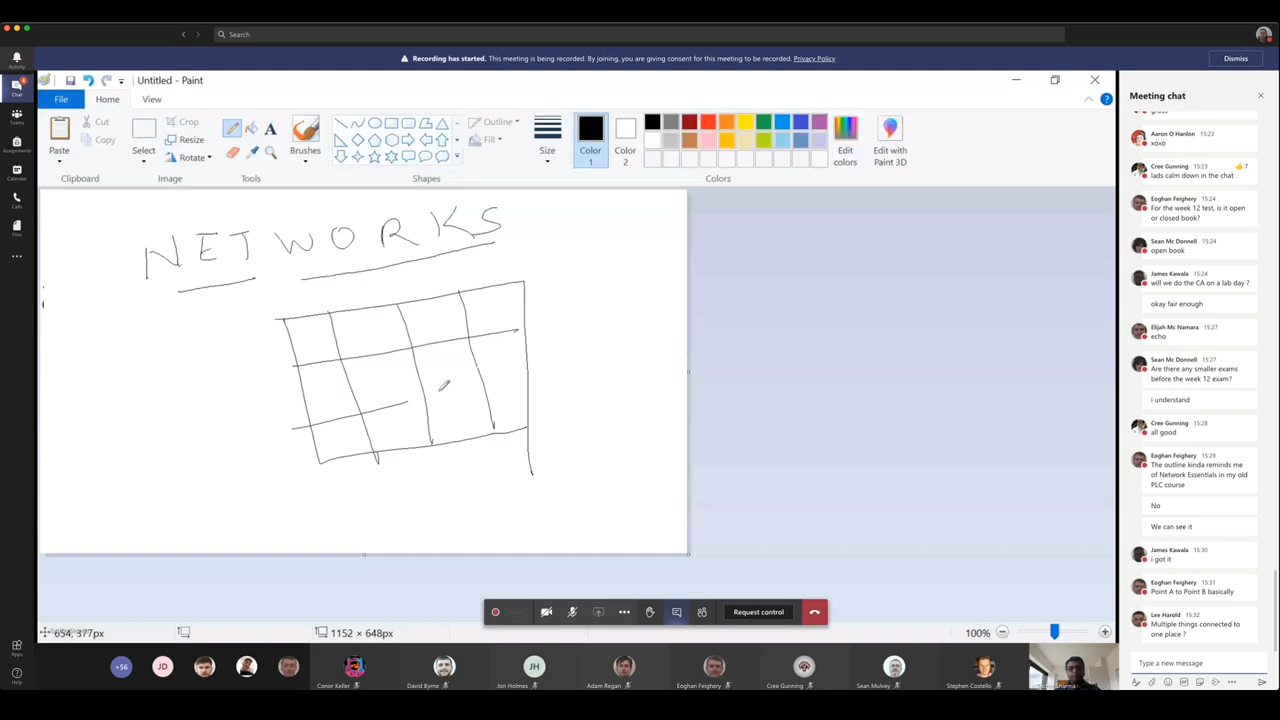 Search
Recording has started. This meeting is being recorded. By joining, you are giving consent for this meeting to be recorded. Privacy Policy
Dismiss
Activity
Chat
Teams
Assignments
Calendar
Calls
Files
Help
Untitled - Paint
File
Home
View
Paste
Cut
Copy
Clipboard
Select
Crop
Resize
Rotate
Image
Tools
Brushes
Shapes
Outline
Fill
Size
Color 1
Color 2
Edit colors
Edit with Paint 3D
Colors
NETWORKS
Request control
654, 377px
1152 × 648px
100%
+56
JD
JH
Conor Keller
David Byrne
Jon Holmes
Adam Regan
Eoghan Feighery
Cree Gunning
Sean Mulvey
Stephen Costello
Sharma
Meeting chat
Aaron O Hanlon 15:23
xoxo
Cree Gunning 15:23
7
lads calm down in the chat
Eoghan Feighery 15:24
For the week 12 test, is it open
or closed book?
Sean Mc Donnell 15:24
open book
James Kawala 15:24
will we do the CA on a lab day ?
okay fair enough
Elijah Mc Namara 15:27
echo
Sean Mc Donnell 15:27
Are there any smaller exams
before the week 12 exam?
i understand
Cree Gunning 15:28
all good
Eoghan Feighery 15:29
The outline kinda reminds me
of Network Essentials in my old
PLC course
No
We can see it
James Kawala 15:30
i got it
Eoghan Feighery 15:31
Point A to Point B basically
Lee Harold 15:32
Multiple things connected to
one place ?
Type a new message